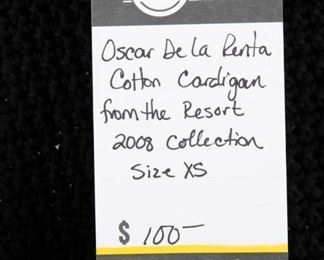 Oscar De La Renta
Cotton Cardigan
from the Resort
2008 Collection
Size XS
$ 100—